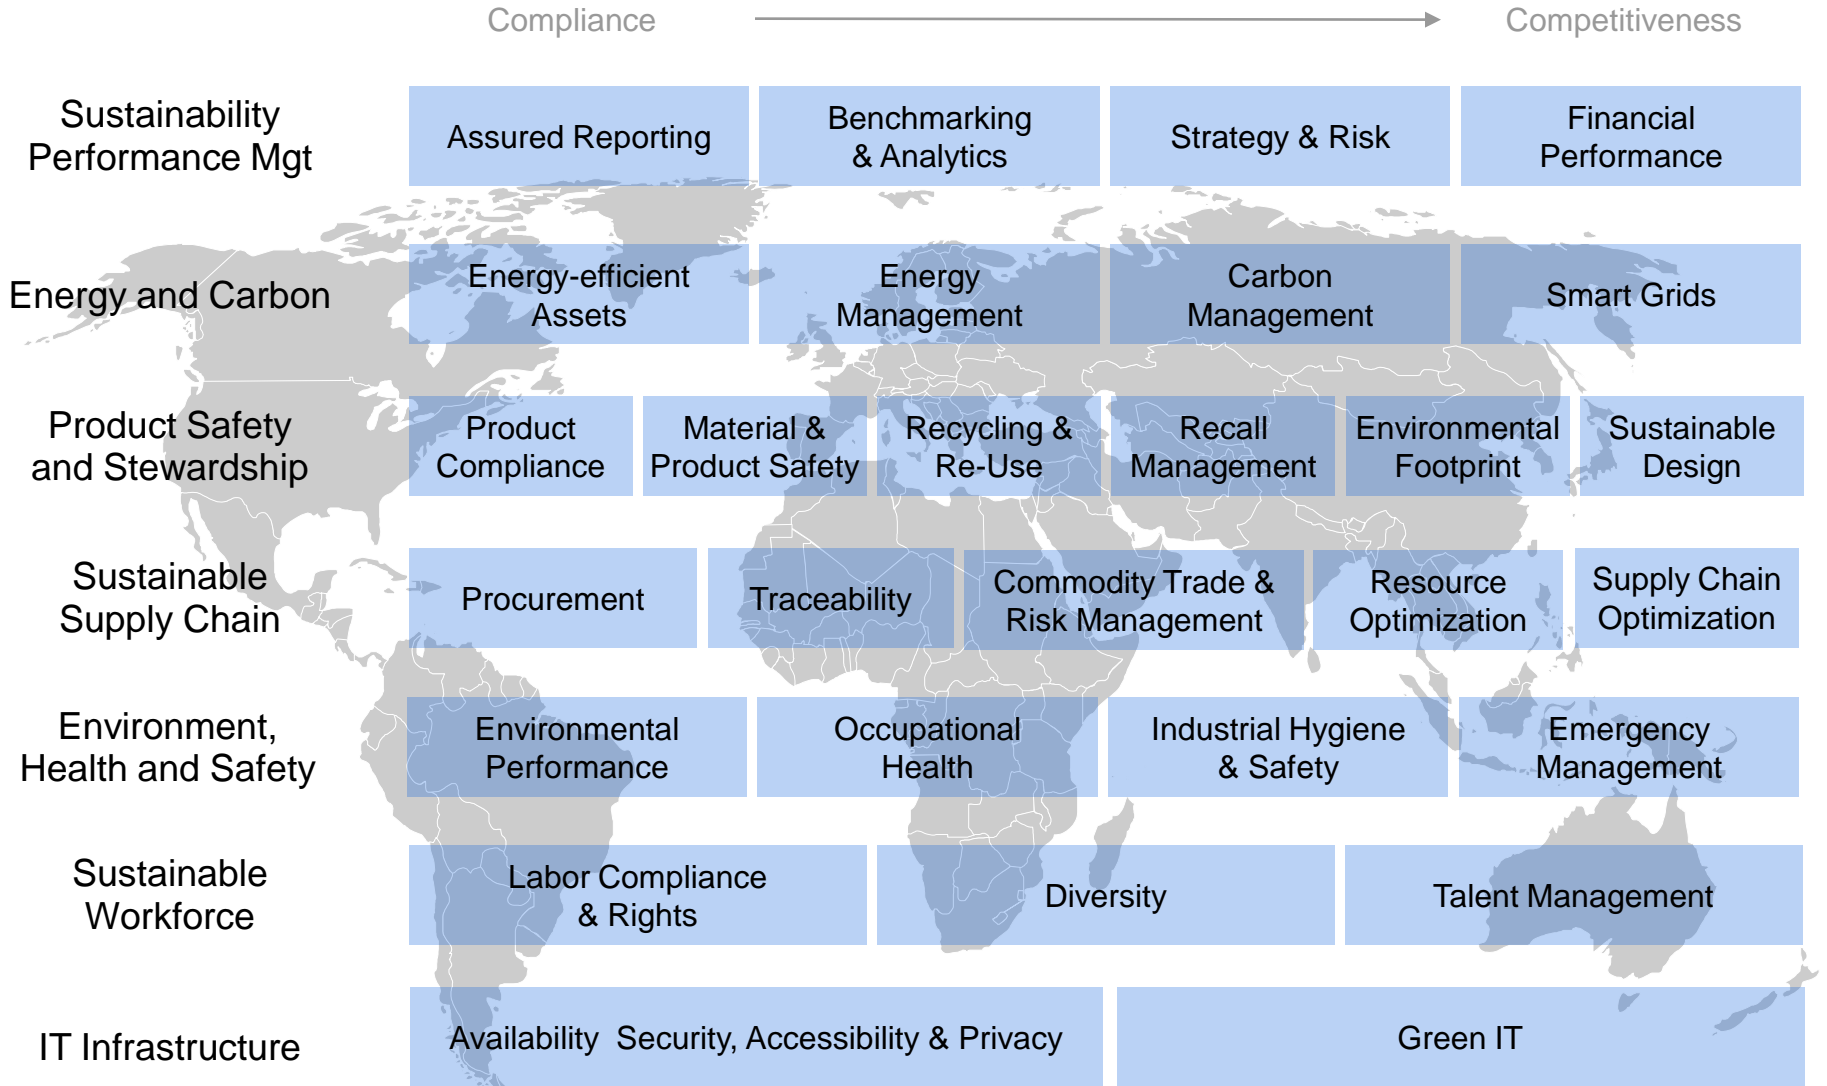 Compliance
Competitiveness
Sustainability
Performance Mgt
Assured Reporting
Benchmarking
& Analytics
Strategy & Risk
Financial
Performance
Energy and Carbon
Energy-efficient
Assets
Energy
Management
Carbon
Management
Smart Grids
Product Safety
and Stewardship
Product
Compliance
Material &
Product Safety
Recycling &
Re-Use
Recall
Management
Environmental
Footprint
Sustainable
Design
Sustainable
Supply Chain
Procurement
Traceability
Commodity Trade &
Risk Management
Resource
Optimization
Supply Chain
Optimization
Environment,
Health and Safety
Environmental
Performance
Occupational
Health
Industrial Hygiene
& Safety
Emergency
Management
Sustainable
Workforce
Labor Compliance
& Rights
Diversity
Talent Management
IT Infrastructure
Availability  Security, Accessibility & Privacy
Green IT